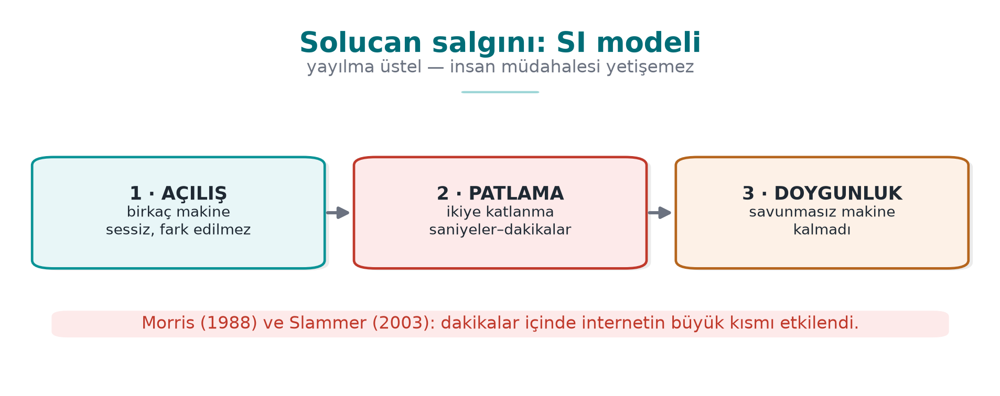 Solucan salgını: SI modeli
yayılma üstel — insan müdahalesi yetişemez
1 · AÇILIŞ
birkaç makine
sessiz, fark edilmez
2 · PATLAMA
ikiye katlanma
saniyeler–dakikalar
3 · DOYGUNLUK
savunmasız makine
kalmadı
Morris (1988) ve Slammer (2003): dakikalar içinde internetin büyük kısmı etkilendi.